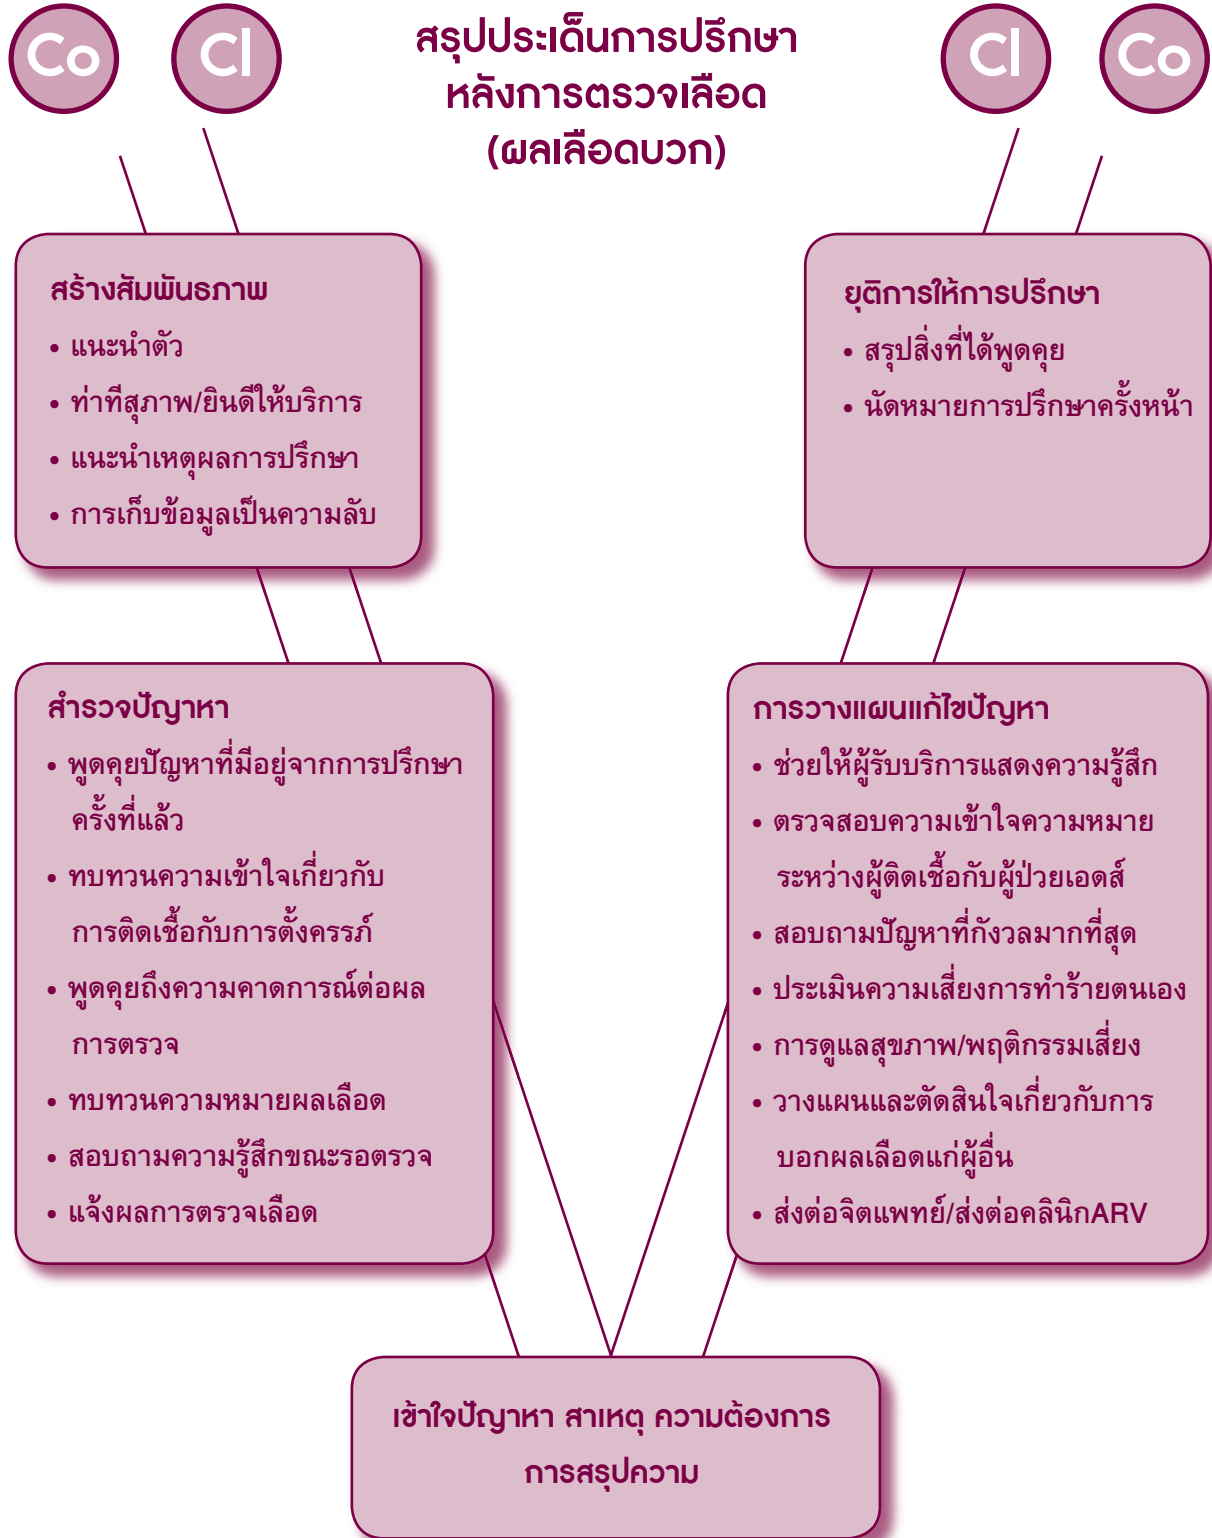 Co
Cl
สรุปประเด็นการปรึกษา
หลังการตรวจเลือด
(ผลเลือดบวก)
Cl
Co
สร้างสัมพันธภาพ
• แนะนำตัว
• ท่าทีสุภาพ/ยินดีให้บริการ
• แนะนำเหตุผลการปรึกษา
• การเก็บข้อมูลเป็นความลับ
ยุติการให้การปรึกษา
• สรุปสิ่งที่ได้พูดคุย
• นัดหมายการปรึกษาครั้งหน้า
สำรวจปัญาหา
• พูดคุยปัญหาที่มีอยู่จากการปรึกษา
ครั้งที่แล้ว
• ทบทวนความเข้าใจเกี่ยวกับ
การติดเชื้อกับการตั้งครรภ์
• พูดคุยถึงความคาดการณ์ต่อผล
การตรวจ
• ทบทวนความหมายผลเลือด
• สอบถามความรู้สึกขณะรอตรวจ
• แจ้งผลการตรวจเลือด
การวางแผนแก้ไขปัญหา
• ช่วยให้ผู้รับบริการแสดงความรู้สึก
• ตรวจสอบความเข้าใจความหมาย
ระหว่างผู้ติดเชื้อกับผู้ป่วยเอดส์
• สอบถามปัญหาที่กังวลมากที่สุด
• ประเมินความเสี่ยงการทำร้ายตนเอง
• การดูแลสุขภาพ/พฤติกรรมเสี่ยง
• วางแผนและตัดสินใจเกี่ยวกับการ
บอกผลเลือดแก่ผู้อื่น
• ส่งต่อจิตแพทย์/ส่งต่อคลินิกARV
เข้าใจปัญาหา สาเหตุ ความต้องการ
การสรุปความ